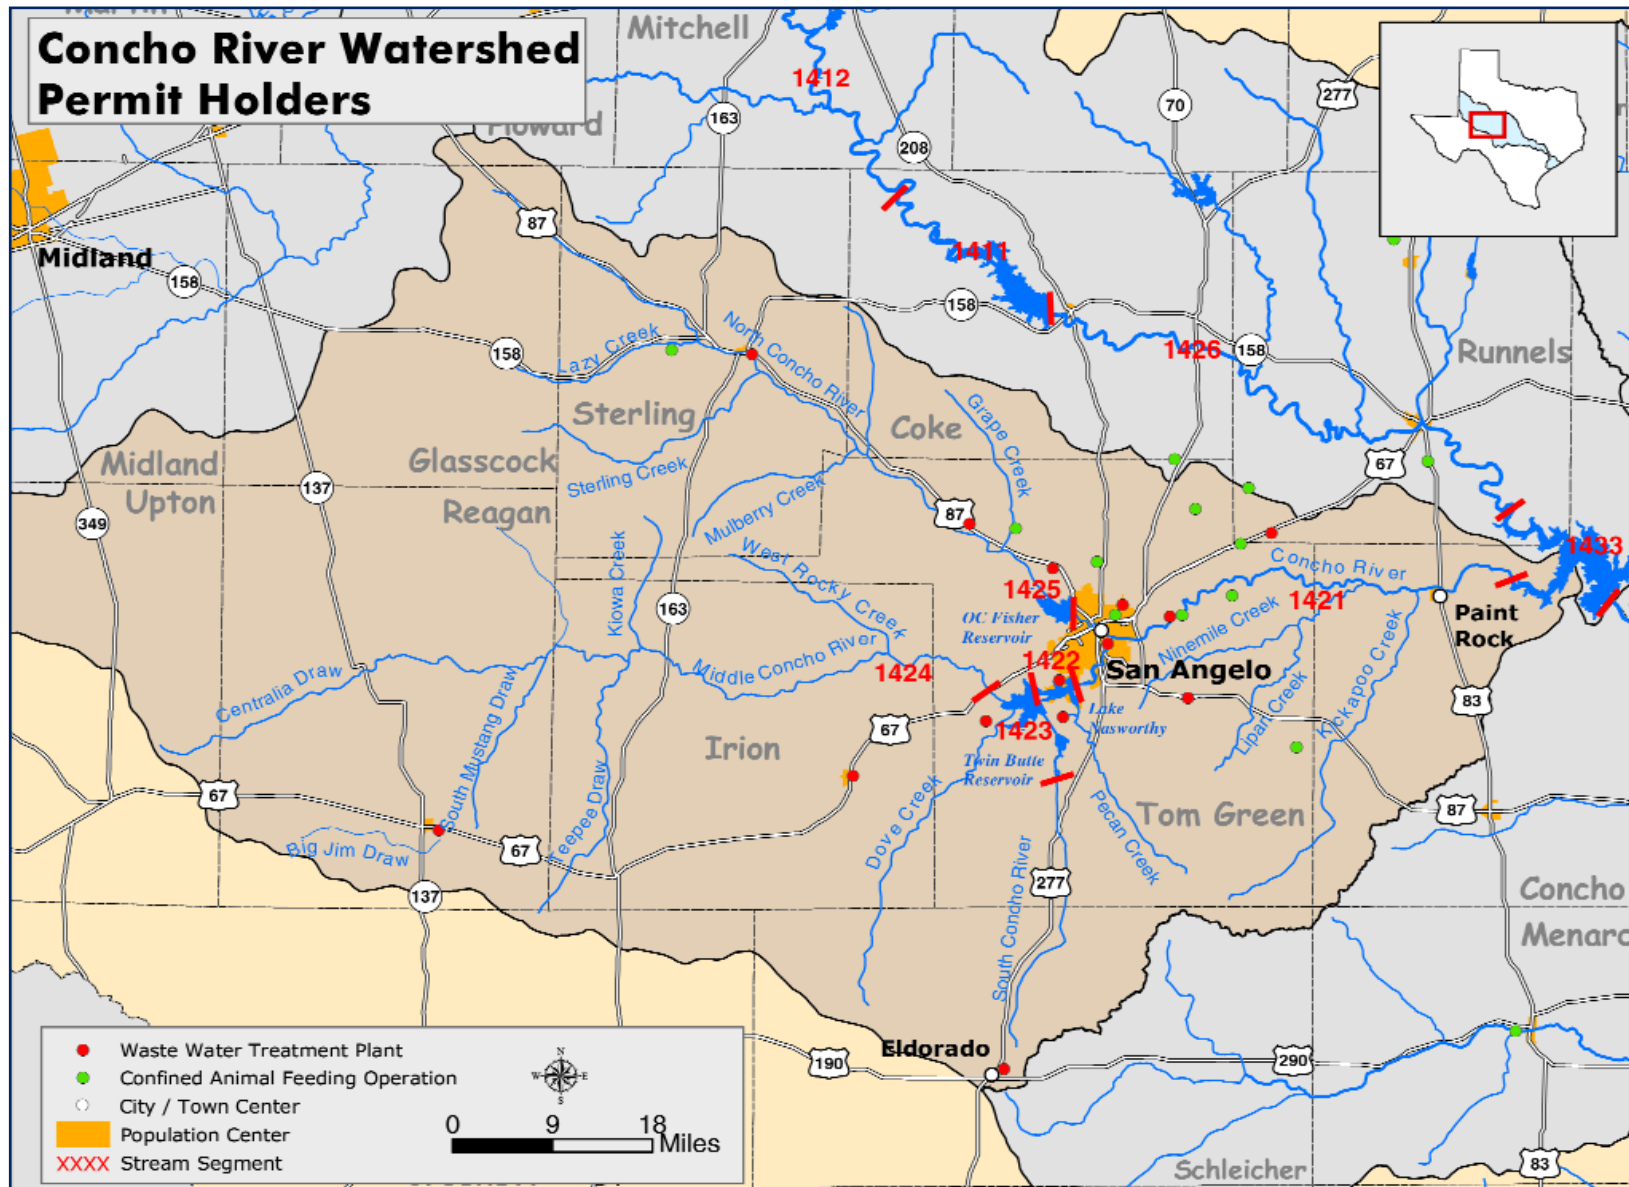 Concho River Watershed
Permit Holders
Mitchell
Howard
1412
163
208
70
277
87
Midland
158
1411
158
158
1426
158
Runnels
Lazy Creek
North Concho River
Sterling
Coke
Grape Creek
Midland
Upton
Glasscock
Reagan
Sterling Creek
Mulberry Creek
67
137
349
87
West Rocky Creek
Kiowa Creek
163
1433
Concho River
1425
1421
OC Fisher
Reservoir
Ninemile Creek
Paint
Rock
Middle Concho River
1424
1422
San Angelo
Centralia Draw
South Mustang Draw
Lipan Creek
Kickapoo Creek
83
Lake
Nasworthy
1423
67
Irion
Twin Butte
Reservoir
67
Dove Creek
Pecan Creek
Tom Green
87
Big Jim Draw
67
Teepee Draw
South Concho River
277
137
Concho
Menard
Eldorado
190
290
Schleicher
83
Waste Water Treatment Plant
Confined Animal Feeding Operation
City / Town Center
Population Center
XXXX Stream Segment
N
W E
S
0 9 18
Miles